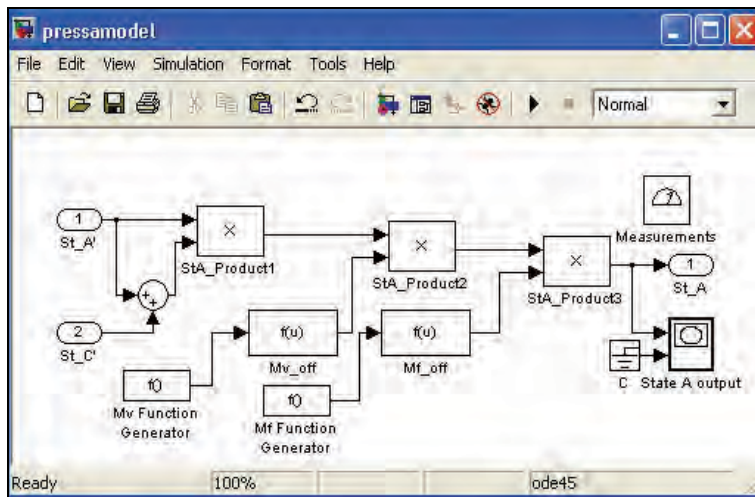 pressamodel
File Edit View Simulation Format Tools Help
Normal
1
St_A'
StA_Product1
StA_Product2
StA_Product3
Measurements
1
St_A
2
St_C'
f(u)
Mv_off
f(u)
Mf_off
C
State A output
f()
Mv Function
Generator
f()
Mf Function
Generator
Ready 100% ode45